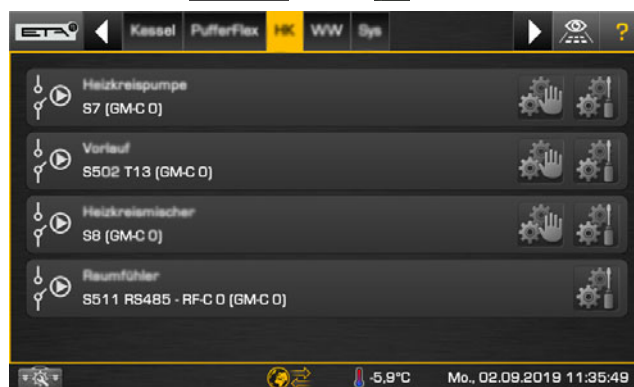 ETA Kessel PufferFlex HK WW Sys ?
Heizkreispumpe
S7 (GM-C 0)
Vorlauf
S502 T13 (GM-C 0)
Heizkreismischer
S8 (GM-C 0)
Raumfühler
S511 RS485 - RF-C 0 (GM-C 0)
-5,9°C Mo., 02.09.2019 11:35:49